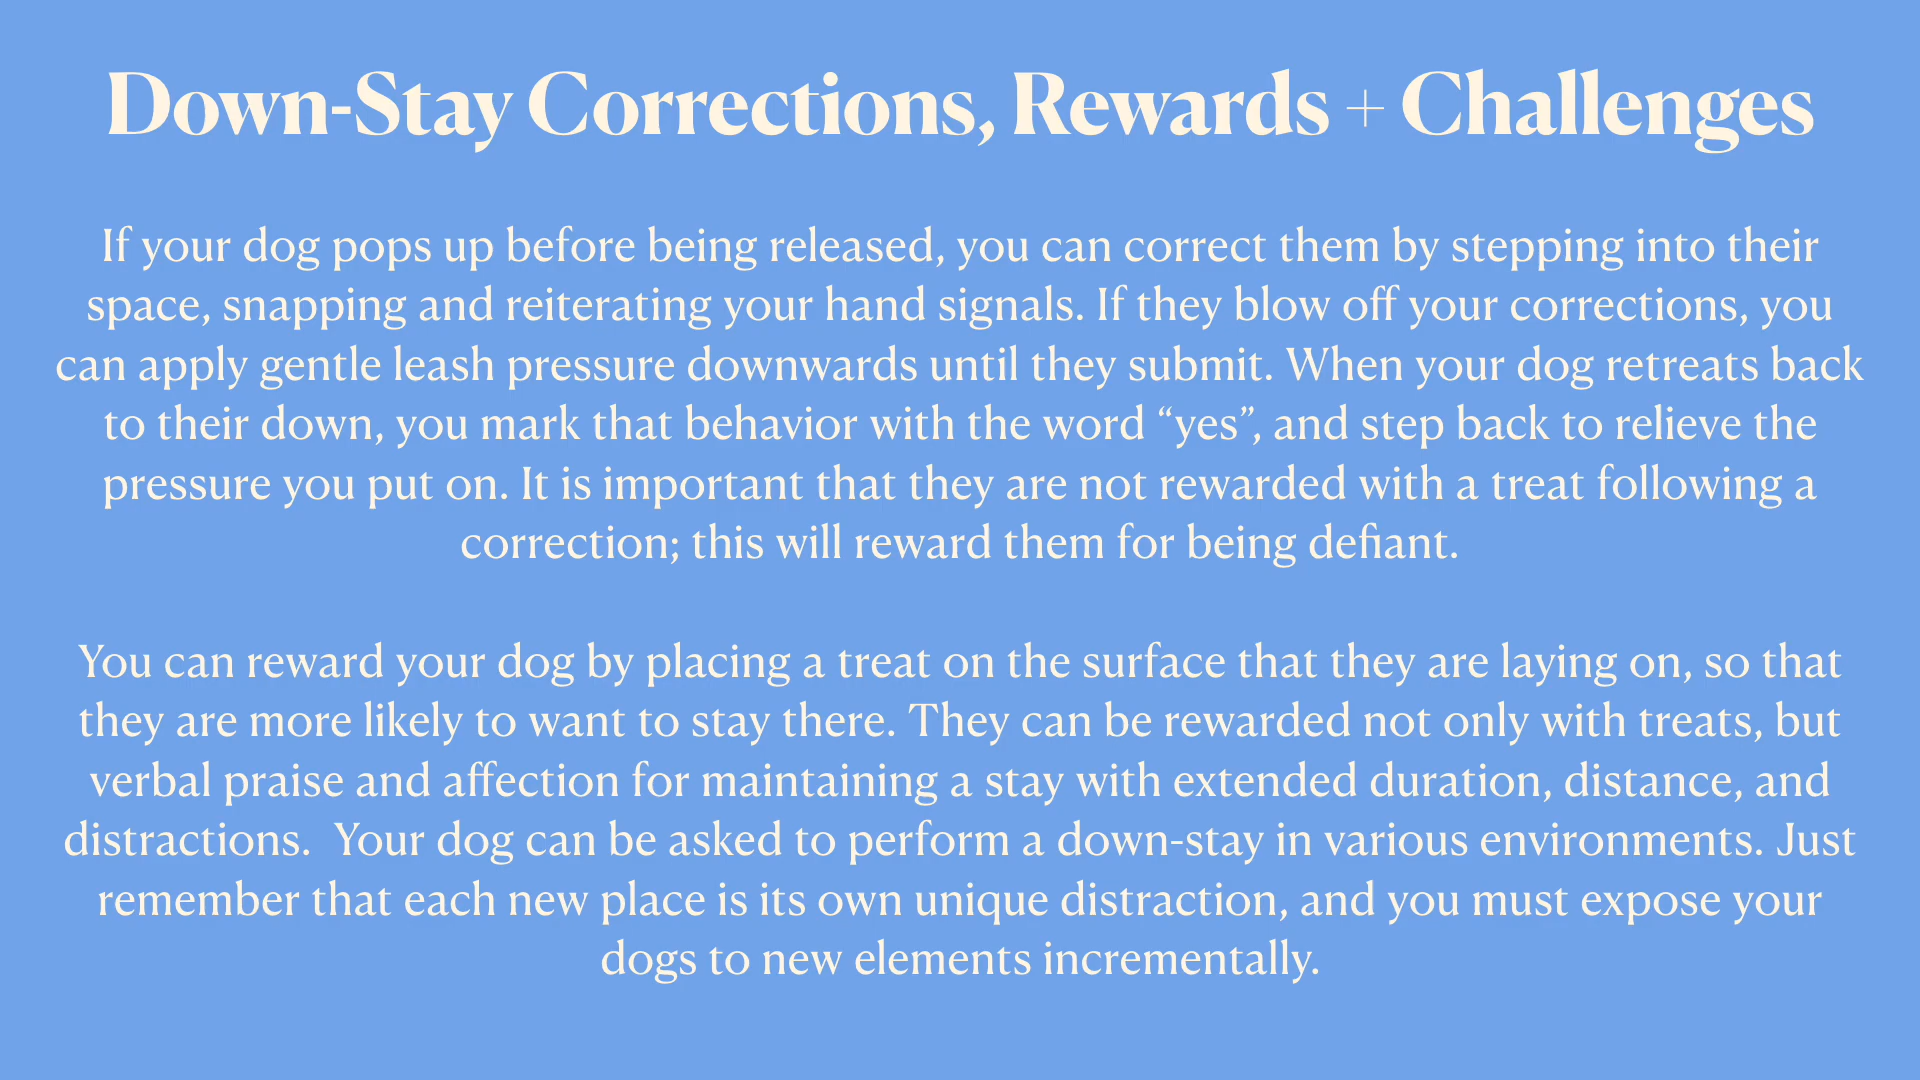 Down-Stay Corrections, Rewards + Challenges
If your dog pops up before being released, you can correct them by stepping into their
space, snapping and reiterating your hand signals. If they blow off your corrections, you
can apply gentle leash pressure downwards until they submit. When your dog retreats back
to their down, you mark that behavior with the word “yes”, and step back to relieve the
pressure you put on. It is important that they are not rewarded with a treat following a
correction; this will reward them for being defiant.
You can reward your dog by placing a treat on the surface that they are laying on, so that
they are more likely to want to stay there. They can be rewarded not only with treats, but
verbal praise and affection for maintaining a stay with extended duration, distance, and
distractions.  Your dog can be asked to perform a down-stay in various environments. Just
remember that each new place is its own unique distraction, and you must expose your
dogs to new elements incrementally.